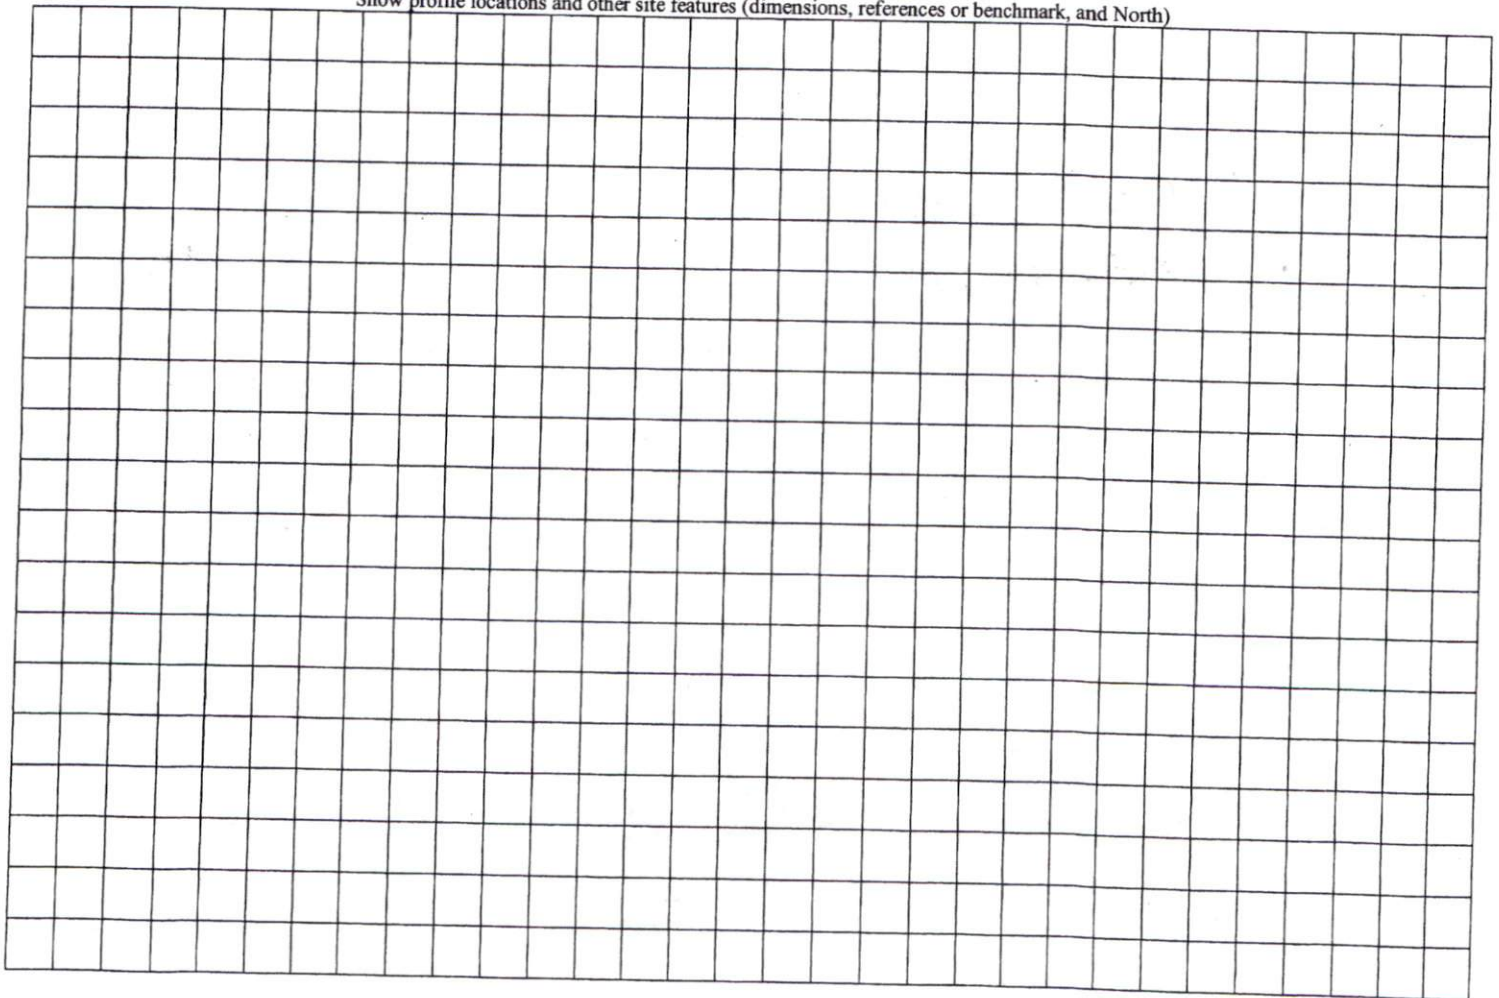 Show profile locations and other site features (dimensions, references or benchmark, and North)